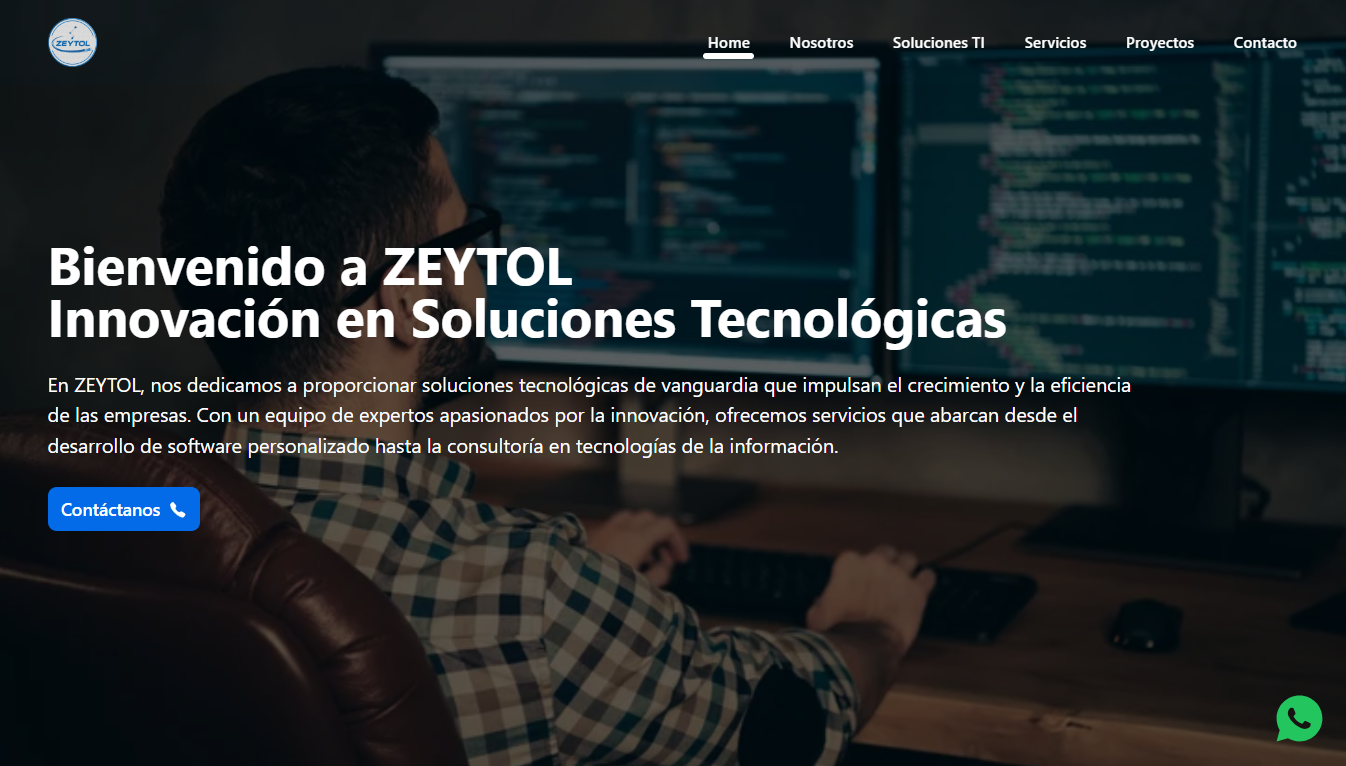 ZEYTOL
Home Nosotros Soluciones TI Servicios Proyectos Contacto
Bienvenido a ZEYTOL
Innovación en Soluciones Tecnológicas
En ZEYTOL, nos dedicamos a proporcionar soluciones tecnológicas de vanguardia que impulsan el crecimiento y la eficiencia
de las empresas. Con un equipo de expertos apasionados por la innovación, ofrecemos servicios que abarcan desde el
desarrollo de software personalizado hasta la consultoría en tecnologías de la información.
Contáctanos